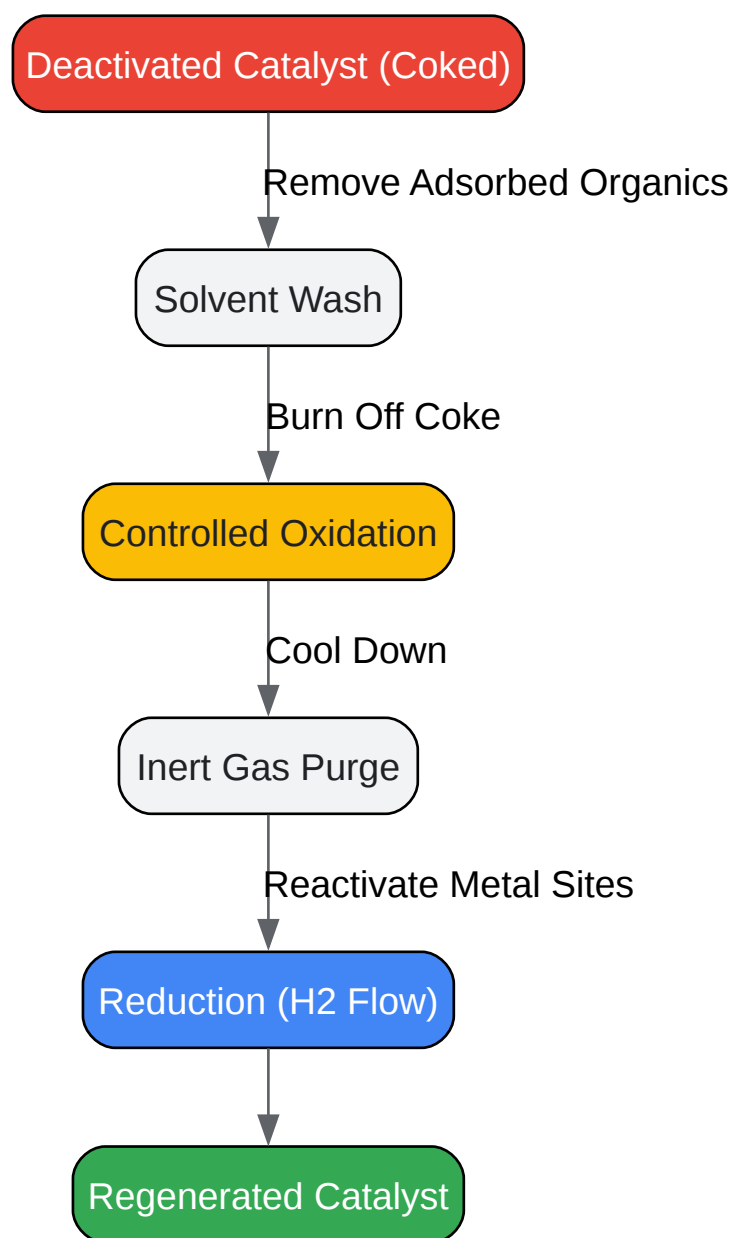 Deactivated Catalyst (Coked)
Remove Adsorbed Organics
Solvent Wash
Burn Off Coke
Controlled Oxidation
Cool Down
Inert Gas Purge
Reactivate Metal Sites
Reduction (H2 Flow)
Regenerated Catalyst